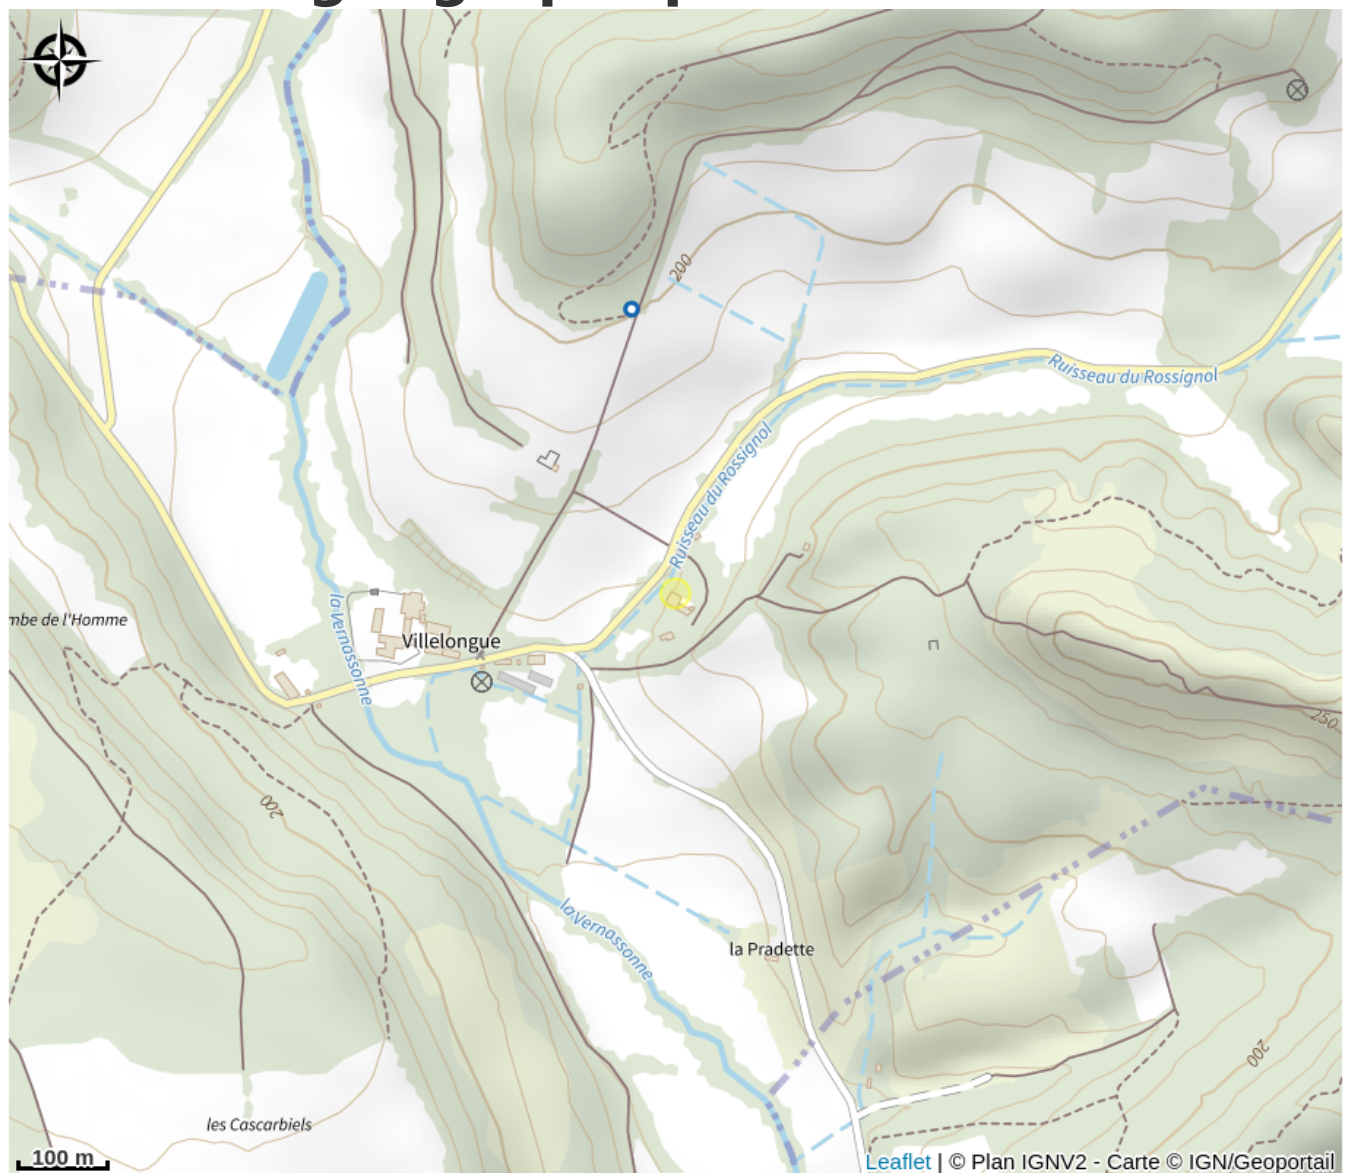 200
Ruisseau du Rossignol
Ruisseau du Rossignol
la Vernassonne
mbe de l'Homme
Villelongue
250
200
la Vernassonne
la Pradette
200
les Cascarbiels
100 m
Leaflet | © Plan IGNV2 - Carte © IGN/Geoportail